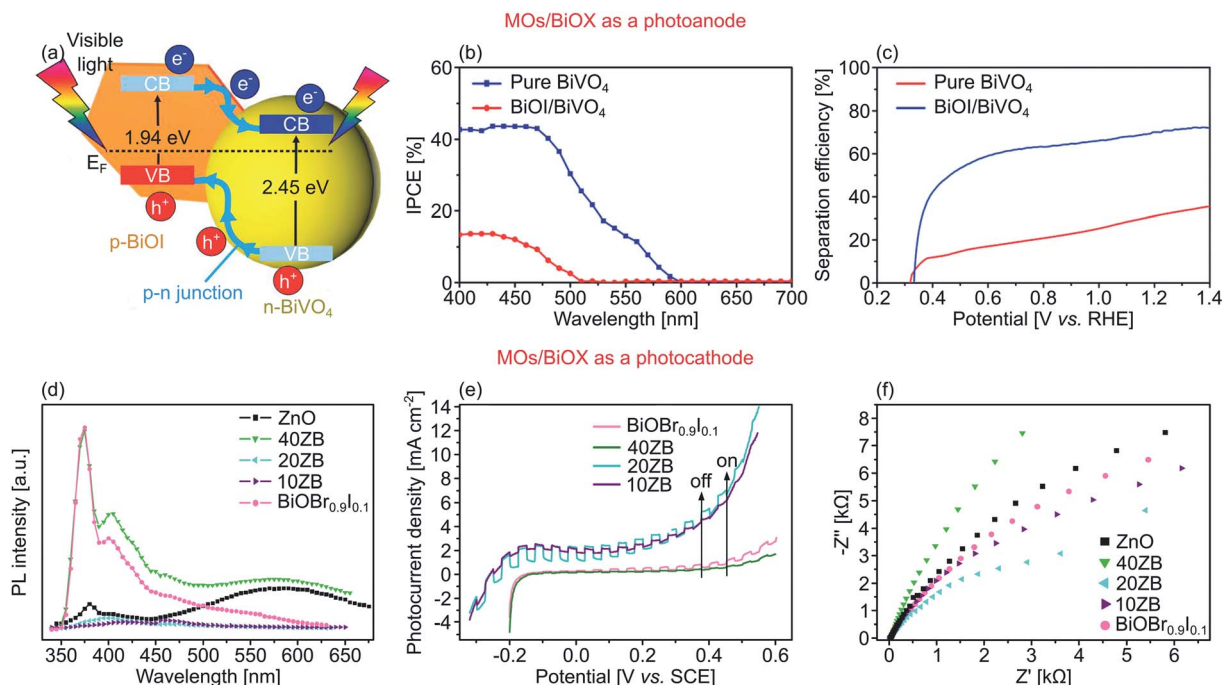 MOs/BiOX as a photoanode
(a)
Visible
light
e⁻
CB
e⁻
e⁻
CB
1.94 eV
E_F
VB
2.45 eV
h⁺
p-BiOI
h⁺
VB
p-n junction
h⁺
n-BiVO₄
(b)
60
40
20
0
IPCE [%]
Pure BiVO₄
BiOI/BiVO₄
400 450 500 550 600 650 700
Wavelength [nm]
(c)
100
80
60
40
20
0
Separation efficiency [%]
Pure BiVO₄
BiOI/BiVO₄
0.2 0.4 0.6 0.8 1.0 1.2 1.4
Potential [V vs. RHE]
MOs/BiOX as a photocathode
(d)
PL intensity [a.u.]
ZnO
40ZB
20ZB
10ZB
BiOBr₀.₉I₀.₁
350 400 450 500 550 600 650
Wavelength [nm]
(e)
14
12
10
8
6
4
2
0
-2
-4
Photocurrent density [mA cm⁻²]
BiOBr₀.₉I₀.₁
40ZB
20ZB
10ZB
off
on
-0.2 0.0 0.2 0.4 0.6
Potential [V vs. SCE]
(f)
8
7
6
5
4
3
2
1
0
-Z" [kΩ]
ZnO
40ZB
20ZB
10ZB
BiOBr₀.₉I₀.₁
0 1 2 3 4 5 6
Z' [kΩ]